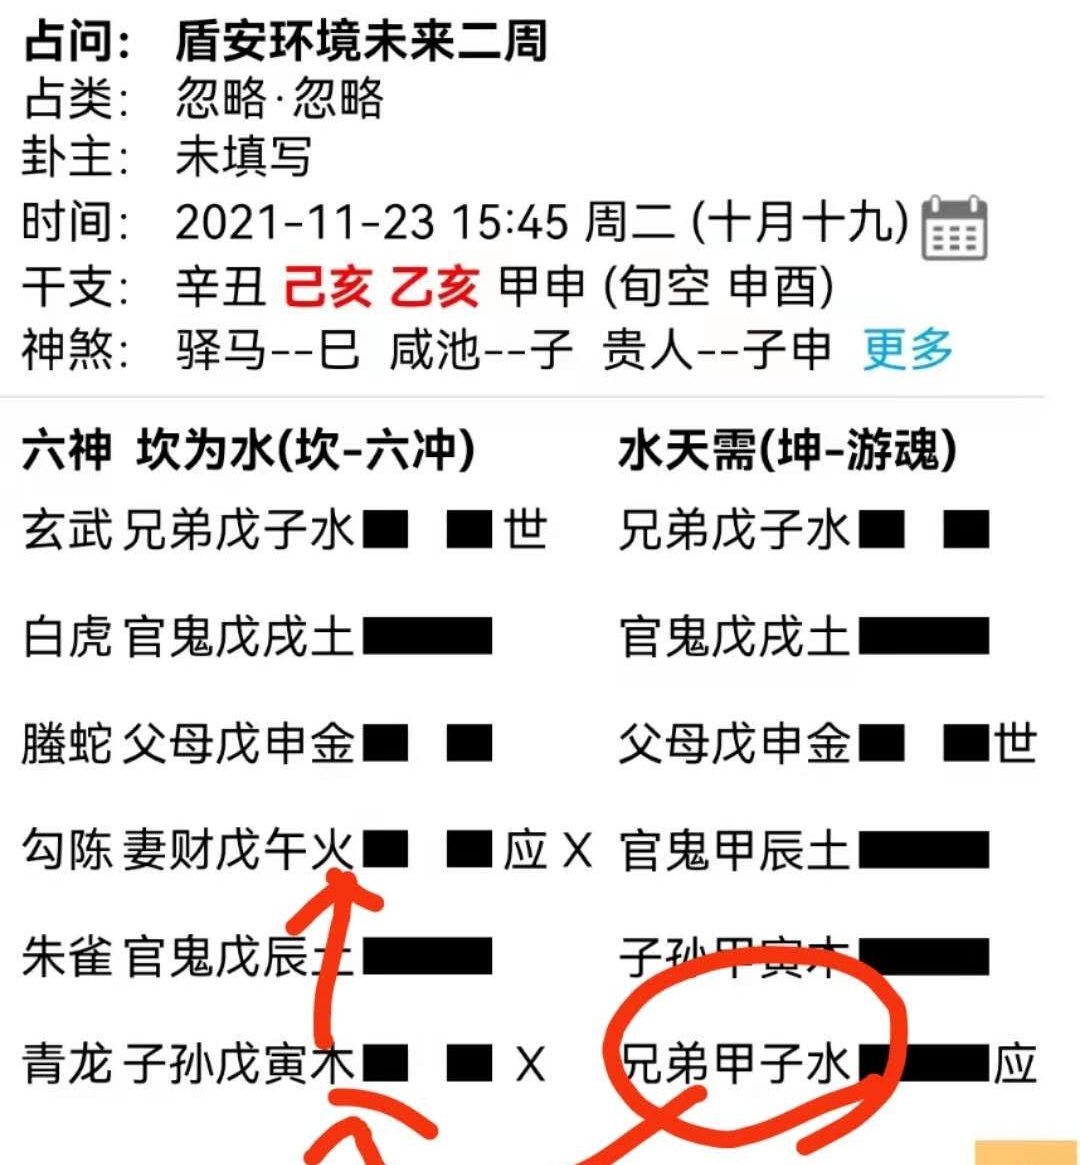 占问： 盾安环境未来二周
占类： 忽略·忽略
卦主： 未填写
时间： 2021-11-23 15:45 周二 (十月十九)
干支： 辛丑 己亥 乙亥 甲申 (旬空 申酉)
神煞： 驿马--巳 咸池--子 贵人--子申 更多
六神 坎为水(坎-六冲) 水天需(坤-游魂)
玄武 兄弟戊子水 世 兄弟戊子水
白虎 官鬼戊戌土 官鬼戊戌土
螣蛇 父母戊申金 父母戊申金 世
勾陈 妻财戊午火 应 X 官鬼甲辰土
朱雀 官鬼戊辰土 子孙甲寅木
青龙 子孙戊寅木 X 兄弟甲子水 应